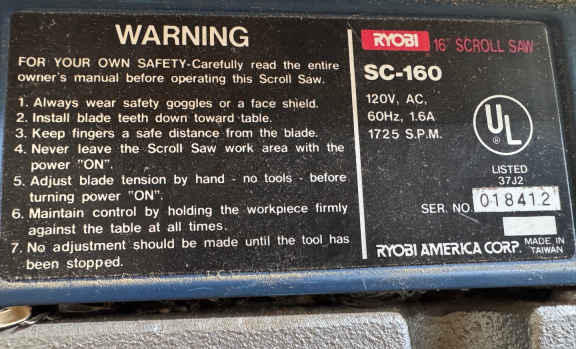 WARNING
FOR YOUR OWN SAFETY-Carefully read the entire
owner's manual before operating this Scroll Saw.
1. Always wear safety goggles or a face shield.
2. Install blade teeth down toward table.
3. Keep fingers a safe distance from the blade.
4. Never leave the Scroll Saw work area with the
power "ON".
5. Adjust blade tension by hand - no tools - before
turning power "ON".
6. Maintain control by holding the workpiece firmly
against the table at all times.
7. No adjustment should be made until the tool has
been stopped.
RYOBI 16" SCROLL SAW
SC-160
120V, AC,
60Hz, 1.6A
1725 S.P.M.
UL
®
LISTED
37J2
SER. NO. 018412
RYOBI AMERICA CORP. MADE IN
TAIWAN